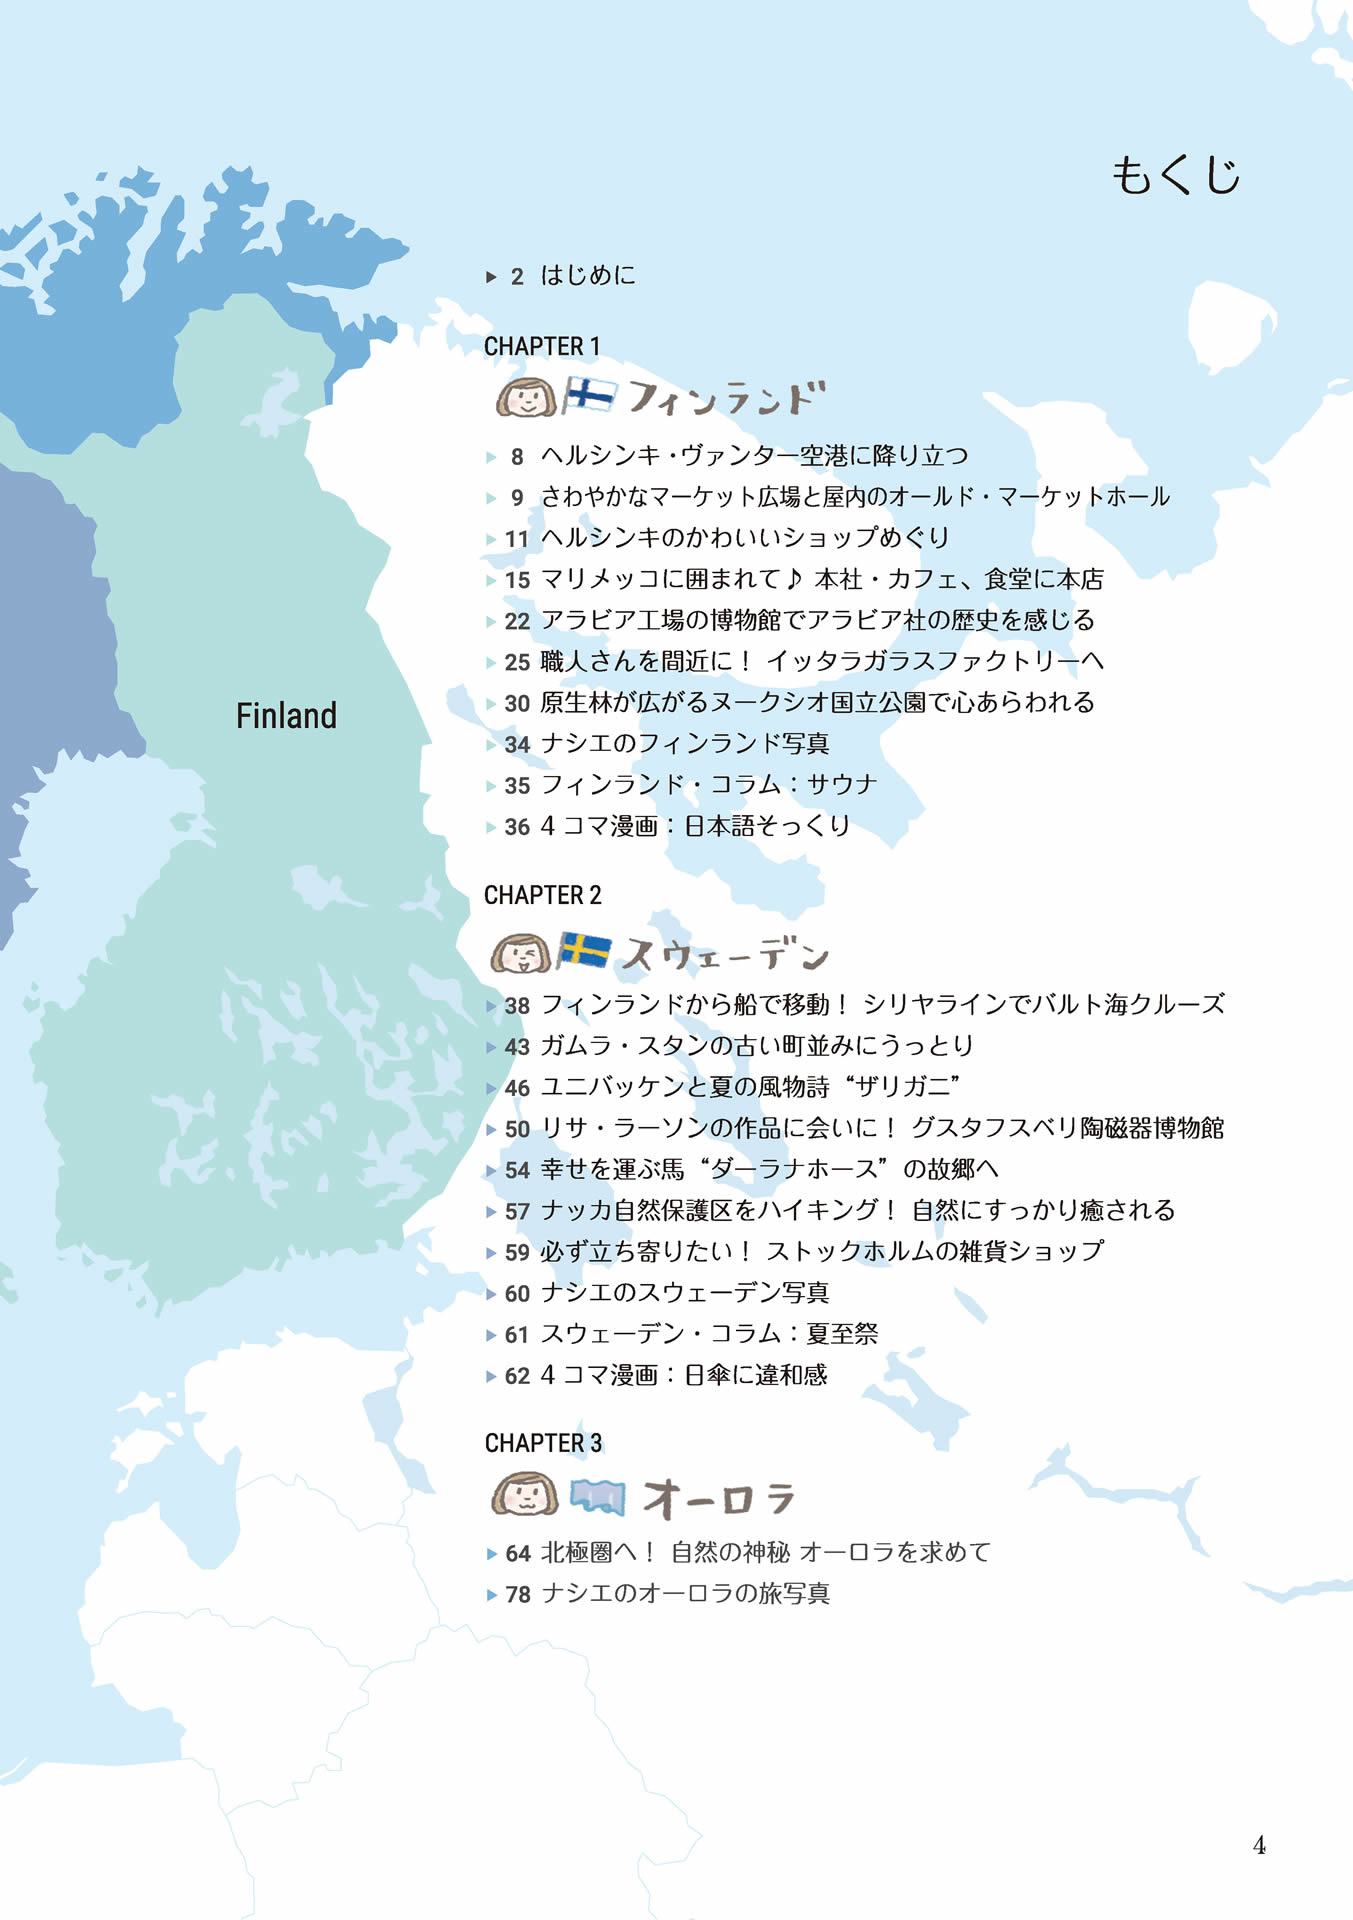 もくじ
2 はじめに
CHAPTER 1
フィンランド
8 ヘルシンキ・ヴァンター空港に降り立つ
9 さわやかなマーケット広場と屋内のオールド・マーケットホール
11 ヘルシンキのかわいいショップめぐり
15 マリメッコに囲まれて♪ 本社・カフェ、食堂に本店
22 アラビア工場の博物館でアラビア社の歴史を感じる
25 職人さんを間近に！ イッタラガラスファクトリーへ
30 原生林が広がるヌークシオ国立公園で心あらわれる
34 ナシエのフィンランド写真
35 フィンランド・コラム：サウナ
36 4コマ漫画：日本語そっくり
Finland
CHAPTER 2
スウェーデン
38 フィンランドから船で移動！ シリヤラインでバルト海クルーズ
43 ガムラ・スタンの古い町並みにうっとり
46 ユニバッケンと夏の風物詩“ザリガニ”
50 リサ・ラーソンの作品に会いに！ グスタフスベリ陶磁器博物館
54 幸せを運ぶ馬“ダーラナホース”の故郷へ
57 ナッカ自然保護区をハイキング！ 自然にすっかり癒される
59 必ず立ち寄りたい！ ストックホルムの雑貨ショップ
60 ナシエのスウェーデン写真
61 スウェーデン・コラム：夏至祭
62 4コマ漫画：日傘に違和感
CHAPTER 3
オーロラ
64 北極圏へ！ 自然の神秘 オーロラを求めて
78 ナシエのオーロラの旅写真
4